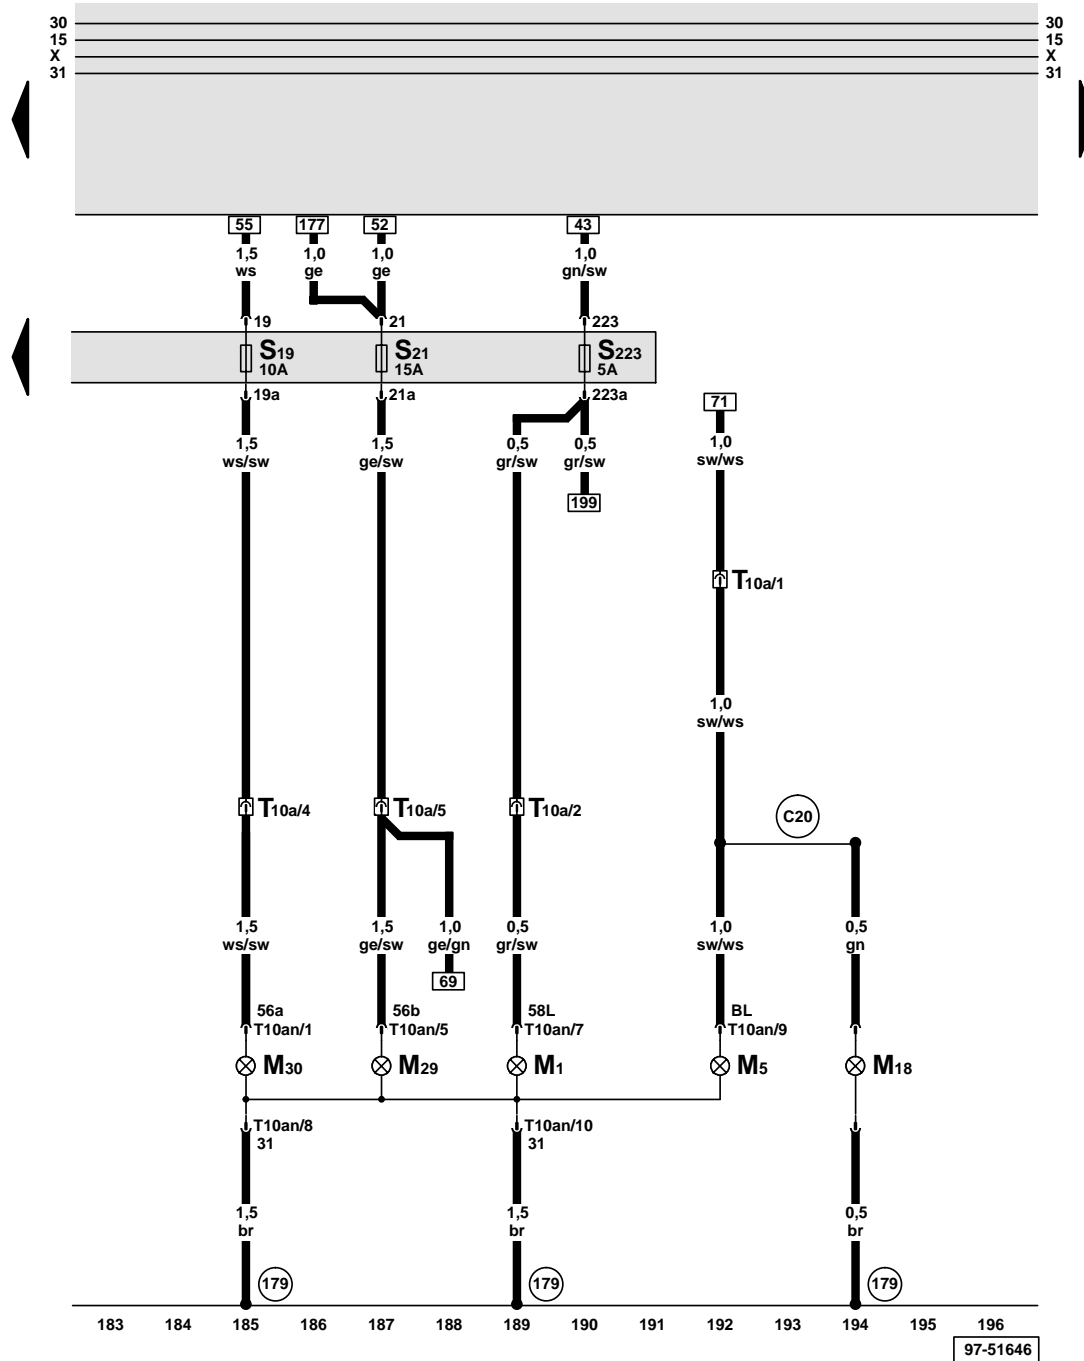 30 30
15 15
X X
31 31
55 177 52 43
1,5 1,0 1,0 1,0
ws ge ge gn/sw
19 21 223
S19 S21 S223
10A 15A 5A
19a 21a 223a
71
1,5 1,5 0,5 0,5 1,0
ws/sw ge/sw gr/sw gr/sw sw/ws
199
T10a/1
1,0
sw/ws
T10a/4 T10a/5 T10a/2 C20
1,5 1,5 1,0 0,5 1,0 0,5
ws/sw ge/sw ge/gn gr/sw sw/ws gn
69
56a 56b 58L BL
T10an/1 T10an/5 T10an/7 T10an/9
M30 M29 M1 M5 M18
T10an/8 T10an/10
31 31
1,5 1,5 0,5
br br br
179 179 179
183 184 185 186 187 188 189 190 191 192 193 194 195 196
97-51646